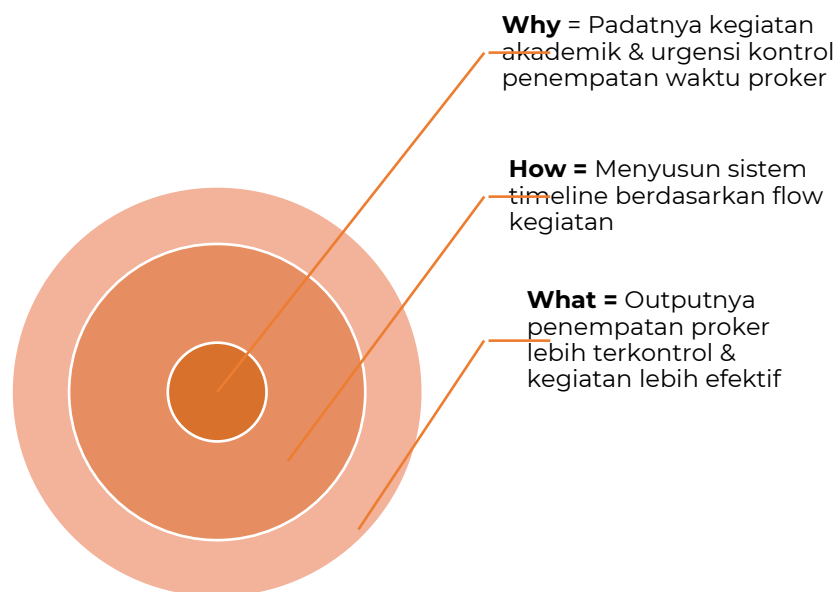 Why = Padatnya kegiatan
akademik & urgensi kontrol
penempatan waktu proker
How = Menyusun sistem
timeline berdasarkan flow
kegiatan
What = Outputnya
penempatan proker
lebih terkontrol &
kegiatan lebih efektif